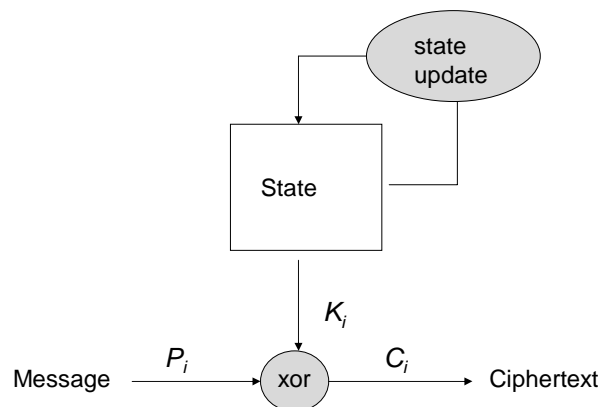 state
update
State
K_i
P_i
C_i
Message
xor
Ciphertext